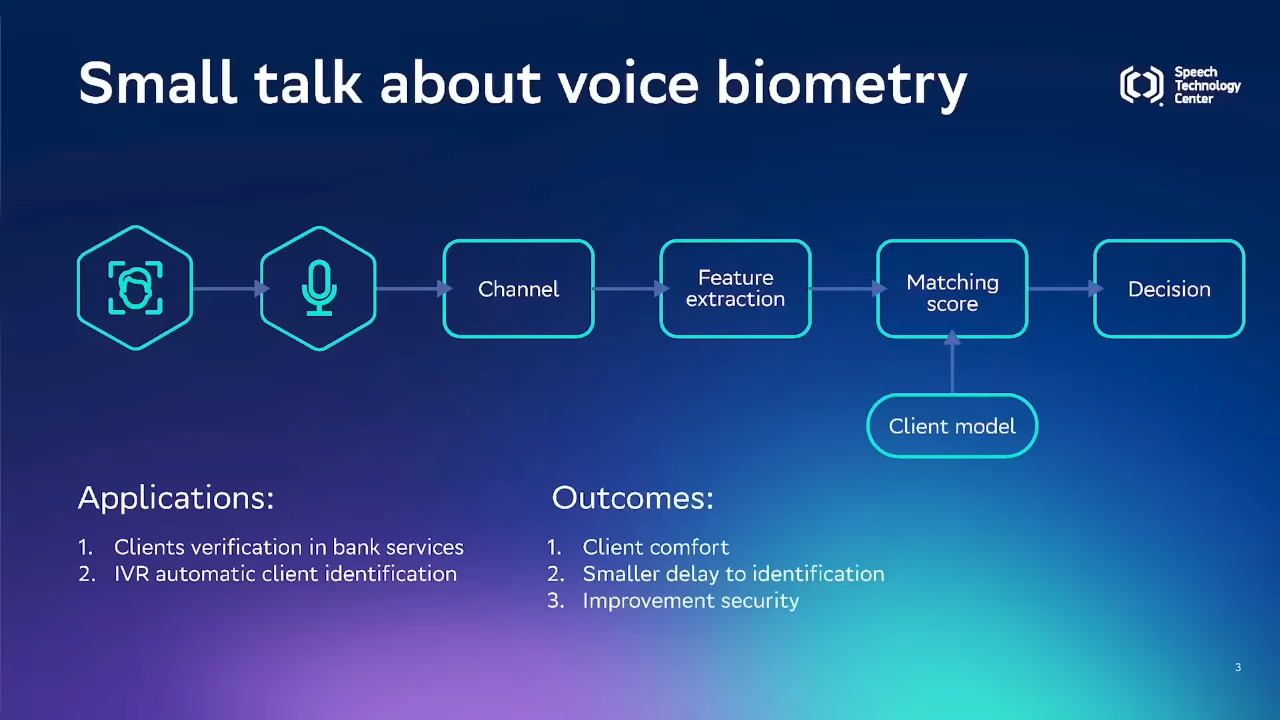 Small talk about voice biometry
Speech
Technology
Center
Channel
Feature
extraction
Matching
score
Decision
Client model
Applications:
1. Clients verification in bank services
2. IVR automatic client identification
Outcomes:
1. Client comfort
2. Smaller delay to identification
3. Improvement security
3